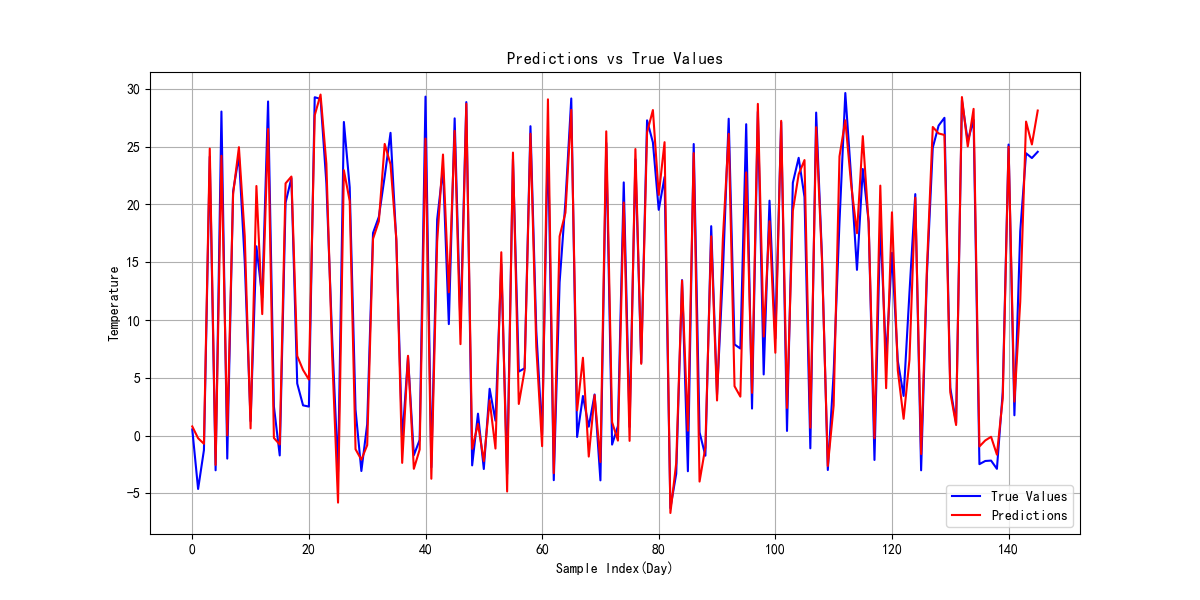 Predictions vs True Values
Temperature
30
25
20
15
10
5
0
−5
0 20 40 60 80 100 120 140
Sample Index(Day)
True Values
Predictions